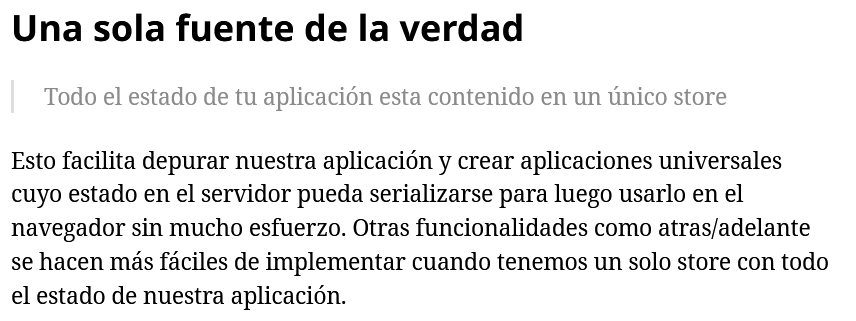 Una sola fuente de la verdad
Todo el estado de tu aplicación esta contenido en un único store
Esto facilita depurar nuestra aplicación y crear aplicaciones universales
cuyo estado en el servidor pueda serializarse para luego usarlo en el
navegador sin mucho esfuerzo. Otras funcionalidades como atras/adelante
se hacen más fáciles de implementar cuando tenemos un solo store con todo
el estado de nuestra aplicación.